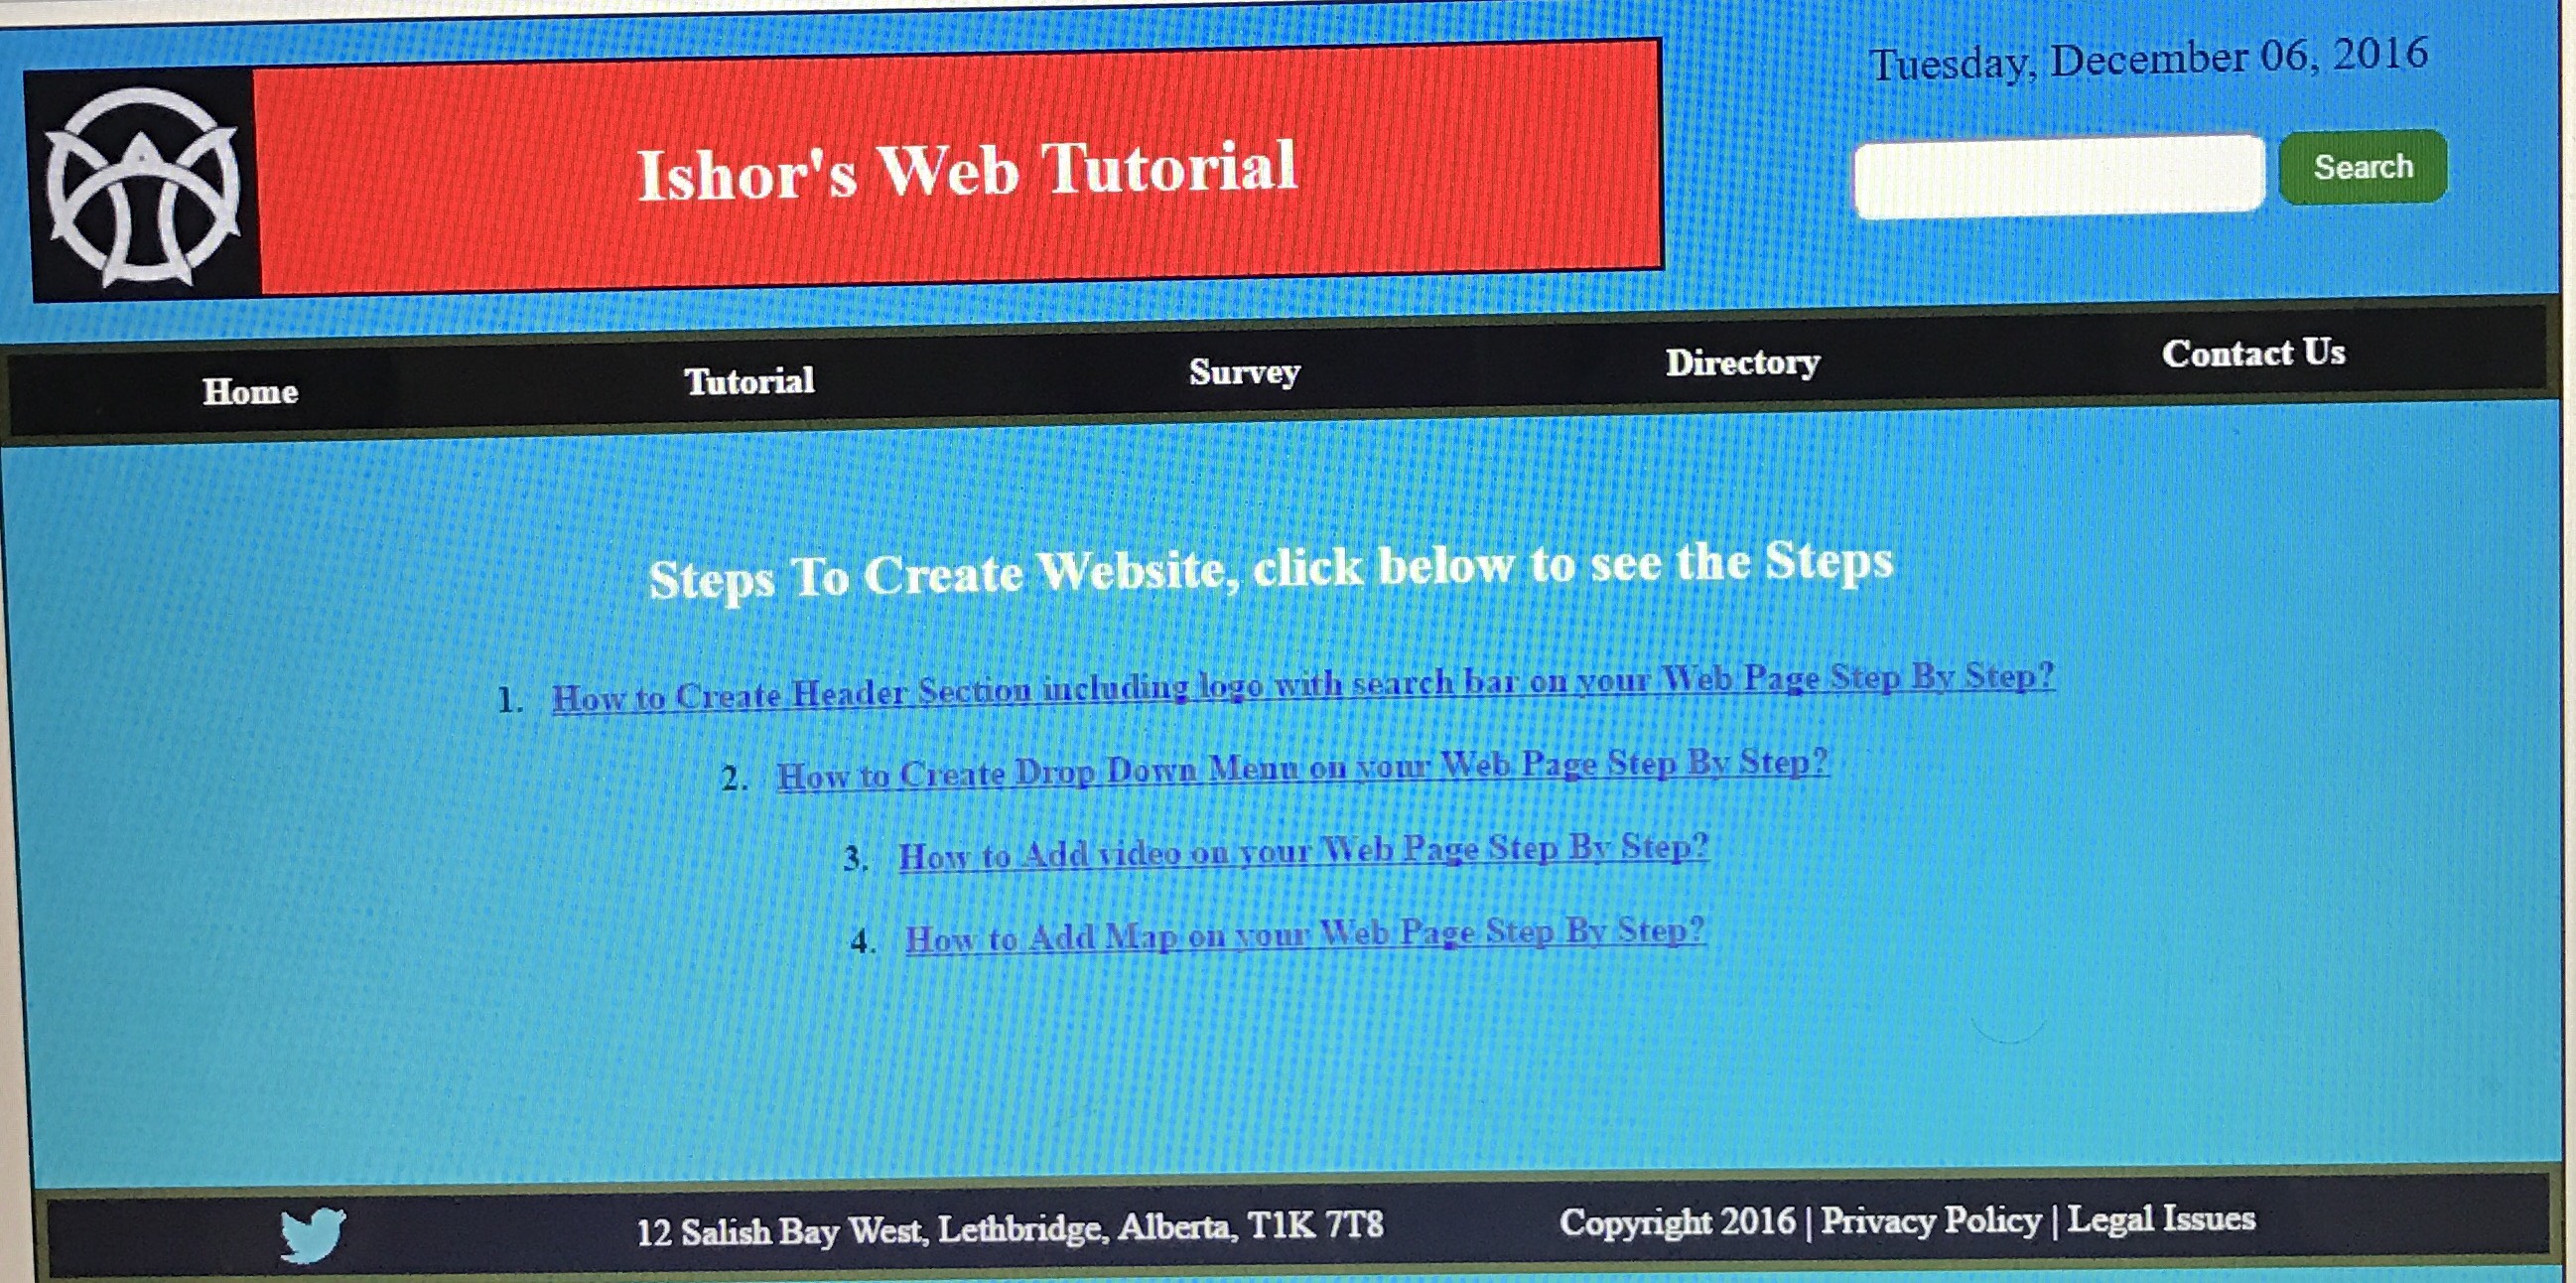 Tuesday, December 06, 2016
Ishor's Web Tutorial
Search
Home Tutorial Survey Directory Contact Us
Steps To Create Website, click below to see the Steps
1. How to Create Header Section including logo with search bar on your Web Page Step By Step?
2. How to Create Drop Down Menu on your Web Page Step By Step?
3. How to Add video on your Web Page Step By Step?
4. How to Add Map on your Web Page Step By Step?
12 Salish Bay West, Lethbridge, Alberta, T1K 7T8 Copyright 2016 | Privacy Policy | Legal Issues